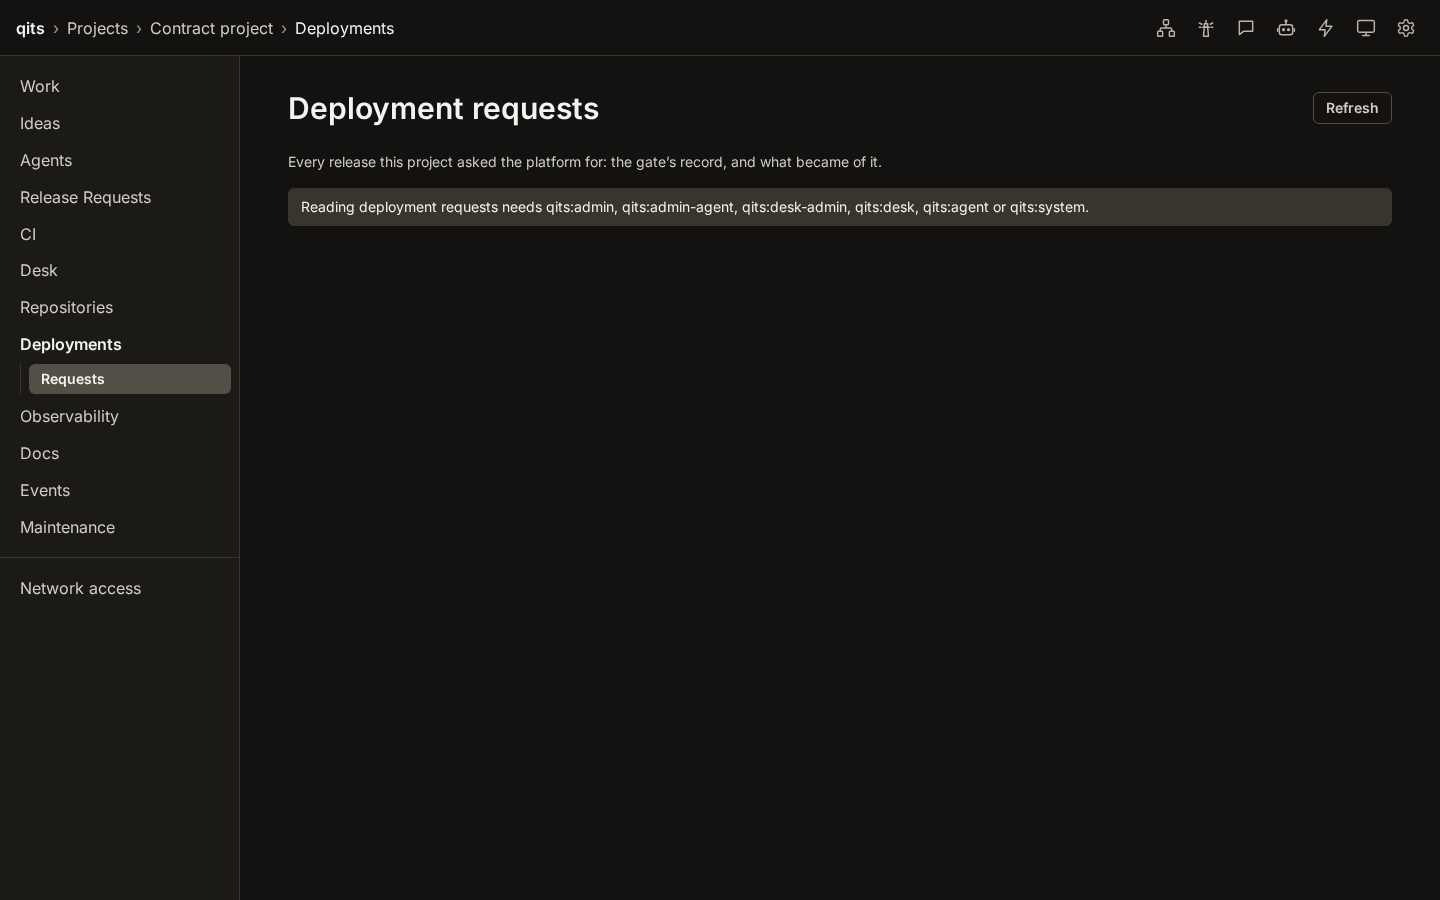 qits › Projects › Contract project › Deployments
Work
Ideas
Agents
Release Requests
CI
Desk
Repositories
Deployments
Requests
Observability
Docs
Events
Maintenance
Network access
Deployment requests
Refresh
Every release this project asked the platform for: the gate’s record, and what became of it.
Reading deployment requests needs qits:admin, qits:admin-agent, qits:desk-admin, qits:desk, qits:agent or qits:system.